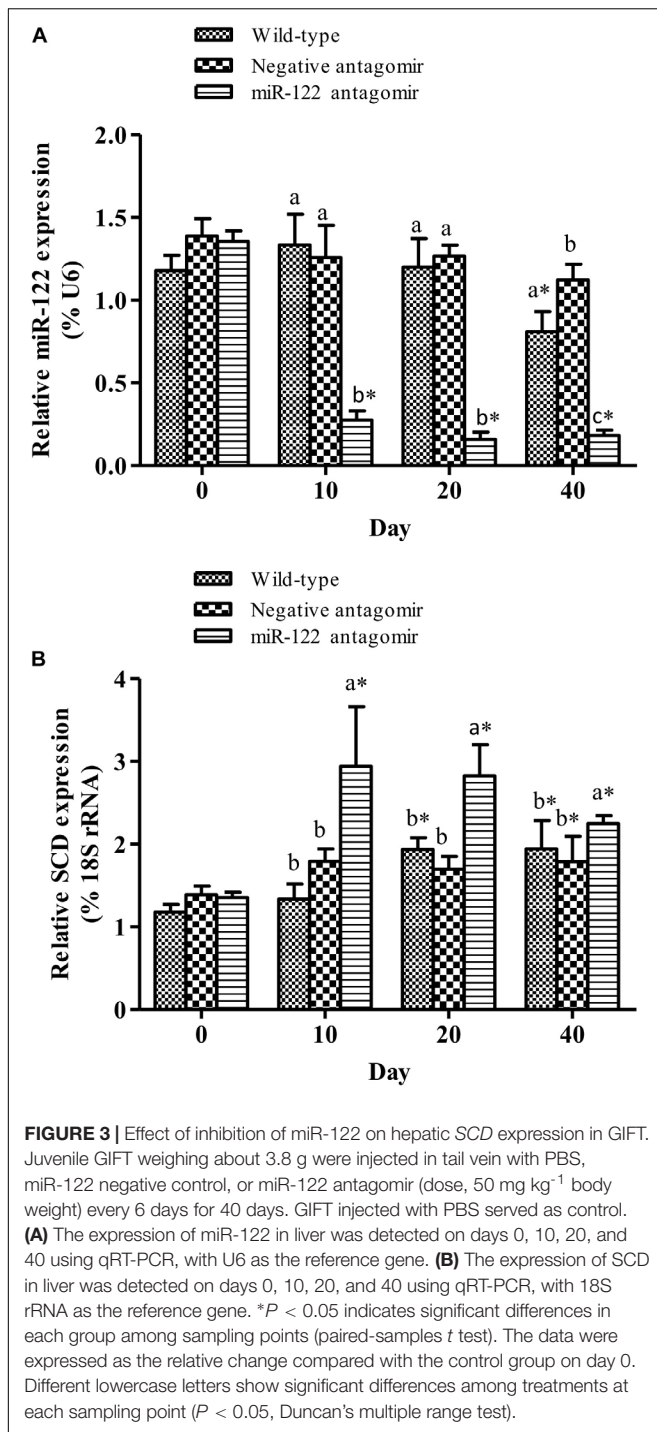 A
Wild-type
Negative antagomir
miR-122 antagomir
Relative miR-122 expression
(% U6)
2.0
1.5
1.0
0.5
0.0
a a
b*
a a
b*
a*
b
c*
0 10 20 40
Day
Wild-type
Negative antagomir
miR-122 antagomir
B
Relative SCD expression
(% 18S rRNA)
4
3
2
1
0
b b a*
b* b a*
b* b* a*
0 10 20 40
Day
FIGURE 3 | Effect of inhibition of miR-122 on hepatic SCD expression in GIFT.
Juvenile GIFT weighing about 3.8 g were injected in tail vein with PBS,
miR-122 negative control, or miR-122 antagomir (dose, 50 mg kg⁻¹ body
weight) every 6 days for 40 days. GIFT injected with PBS served as control.
(A) The expression of miR-122 in liver was detected on days 0, 10, 20, and
40 using qRT-PCR, with U6 as the reference gene. (B) The expression of SCD
in liver was detected on days 0, 10, 20, and 40 using qRT-PCR, with 18S
rRNA as the reference gene. *P < 0.05 indicates significant differences in
each group among sampling points (paired-samples t test). The data were
expressed as the relative change compared with the control group on day 0.
Different lowercase letters show significant differences among treatments at
each sampling point (P < 0.05, Duncan's multiple range test).